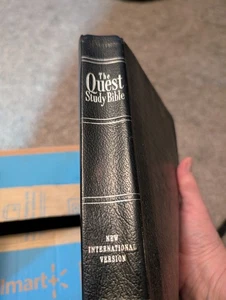 The
Quest
Study Bible
NEW
INTERNATIONAL
VERSION